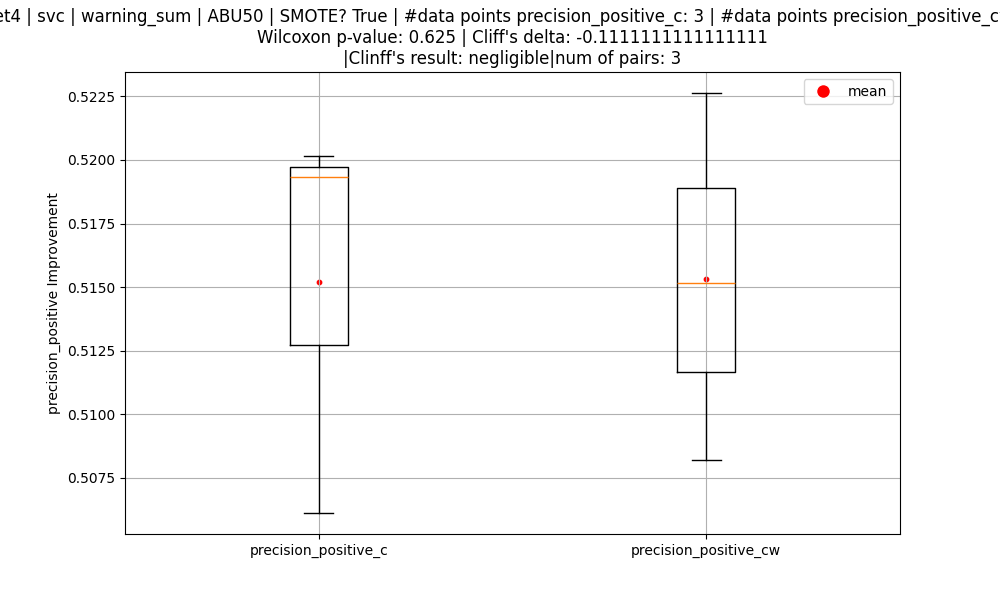 et4 | svc | warning_sum | ABU50 | SMOTE? True | #data points precision_positive_c: 3 | #data points precision_positive_c
Wilcoxon p-value: 0.625 | Cliff's delta: -0.1111111111111111
|Clinff's result: negligible|num of pairs: 3
mean
0.5225
0.5200
0.5175
0.5150
0.5125
0.5100
0.5075
precision_positive Improvement
precision_positive_c
precision_positive_cw